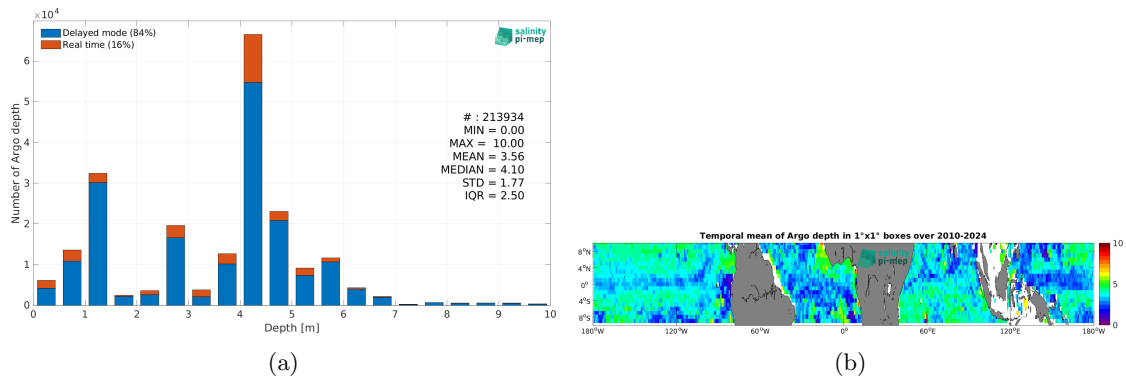 ×10⁴
Delayed mode (84%)
Real time (16%)
salinity
pi-mep
6
5
4
3
2
1
0
Number of Argo depth
# : 213934
MIN = 0.00
MAX = 10.00
MEAN = 3.56
MEDIAN = 4.10
STD = 1.77
IQR = 2.50
0 1 2 3 4 5 6 7 8 9 10
Depth [m]
(a)
Temporal mean of Argo depth in 1°x1° boxes over 2010-2024
salinity
pi-mep
8°N
4°N
0°
4°S
8°S
180°W 120°W 60°W 0° 60°E 120°E 180°W
10
5
0
(b)